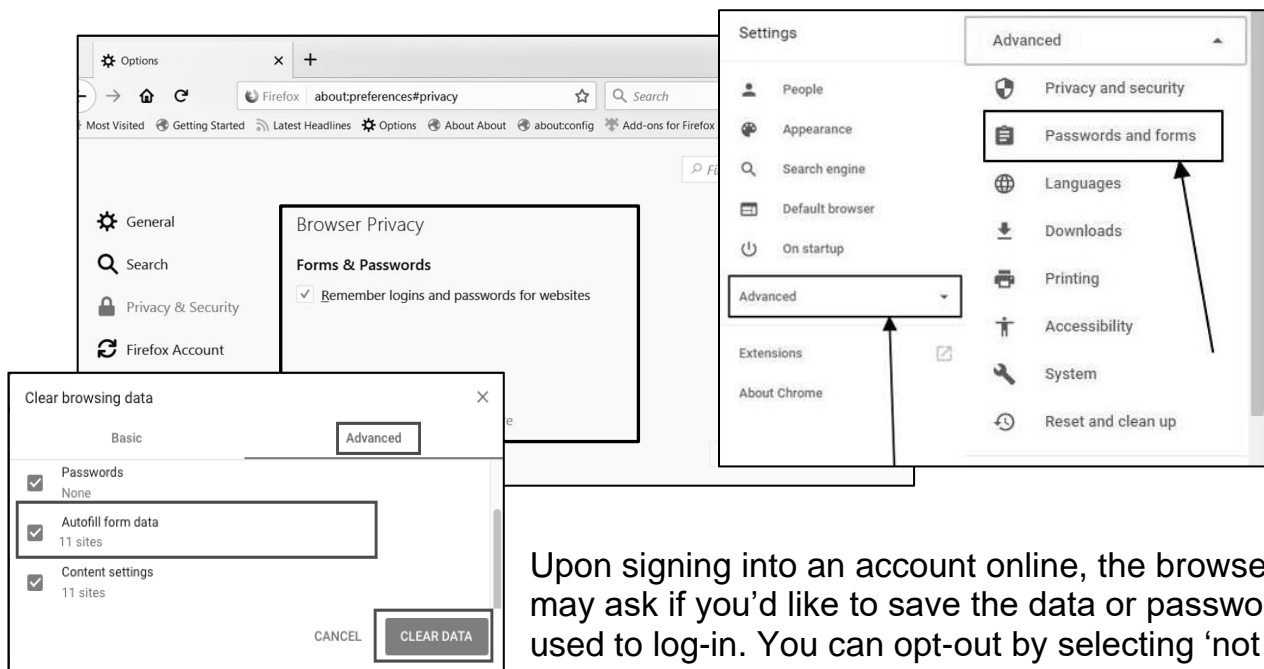 Options
Firefox about:preferences#privacy
Search
Most Visited Getting Started Latest Headlines Options About About about:config Add-ons for Firefox
General
Search
Privacy & Security
Firefox Account
Browser Privacy
Forms & Passwords
Remember logins and passwords for websites
Settings
People
Appearance
Search engine
Default browser
On startup
Advanced
Extensions
About Chrome
Advanced
Privacy and security
Passwords and forms
Languages
Downloads
Printing
Accessibility
System
Reset and clean up
Clear browsing data
Basic Advanced
Passwords
None
Autofill form data
11 sites
Content settings
11 sites
CANCEL CLEAR DATA
Upon signing into an account online, the browse
may ask if you’d like to save the data or passwo
used to log-in. You can opt-out by selecting ‘not